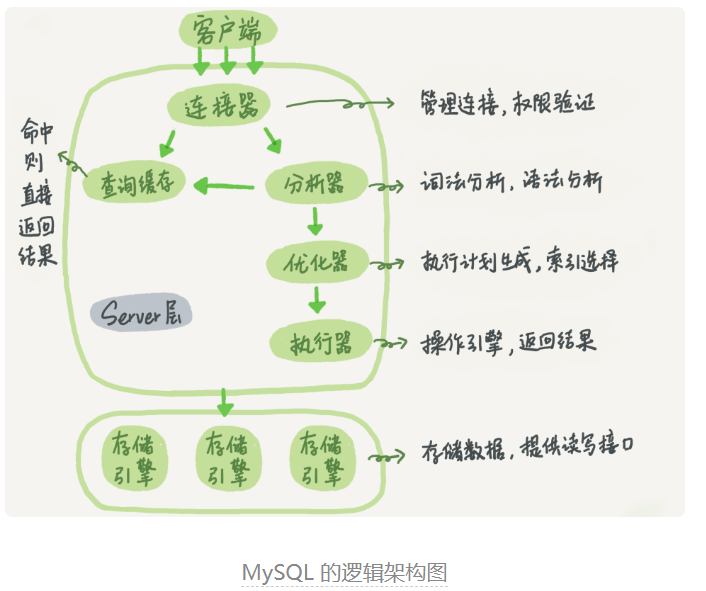 客户端
连接器
管理连接，权限验证
命中
则
直接
返回
结果
查询缓存
分析器
词法分析，语法分析
优化器
执行计划生成，索引选择
Server层
执行器
操作引擎，返回结果
存储
引擎
存储
引擎
存储
引擎
存储数据，提供读写接口
MySQL 的逻辑架构图